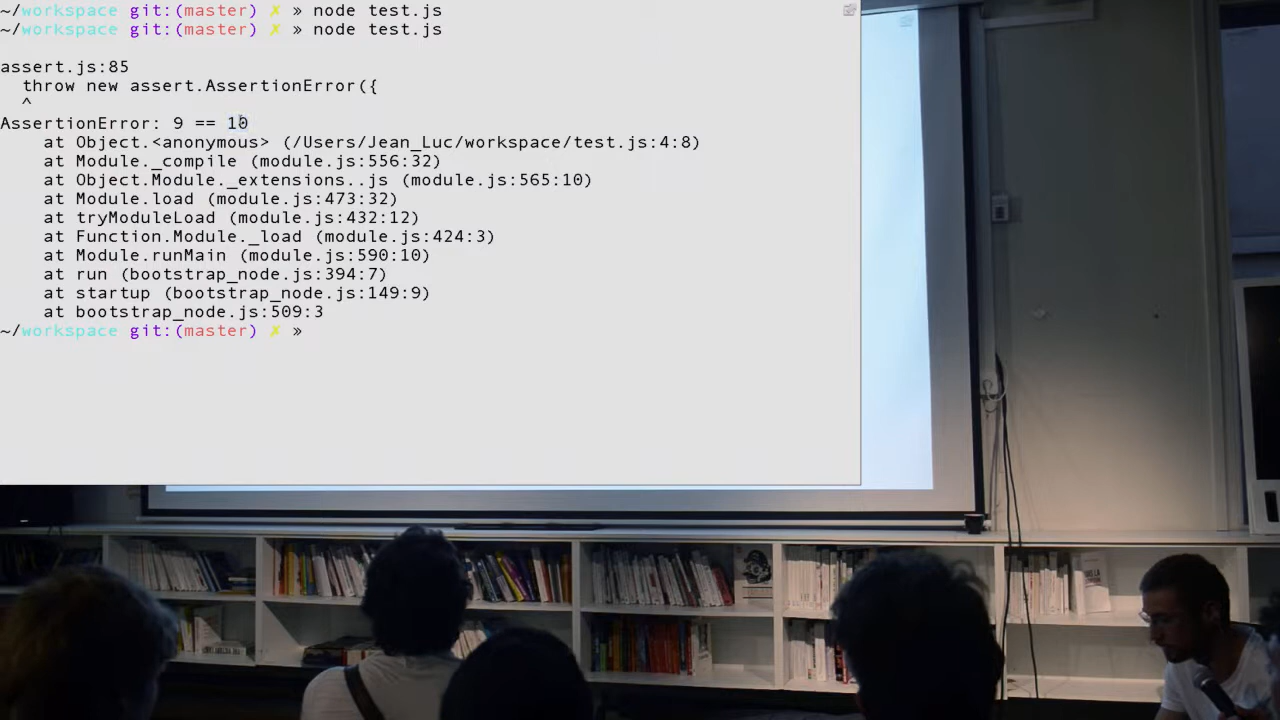 ~/workspace git:(master) ✗ » node test.js
~/workspace git:(master) ✗ » node test.js
assert.js:85
throw new assert.AssertionError({
^
AssertionError: 9 == 10
at Object.<anonymous> (/Users/Jean_Luc/workspace/test.js:4:8)
at Module._compile (module.js:556:32)
at Object.Module._extensions..js (module.js:565:10)
at Module.load (module.js:473:32)
at tryModuleLoad (module.js:432:12)
at Function.Module._load (module.js:424:3)
at Module.runMain (module.js:590:10)
at run (bootstrap_node.js:394:7)
at startup (bootstrap_node.js:149:9)
at bootstrap_node.js:509:3
~/workspace git:(master) ✗ »